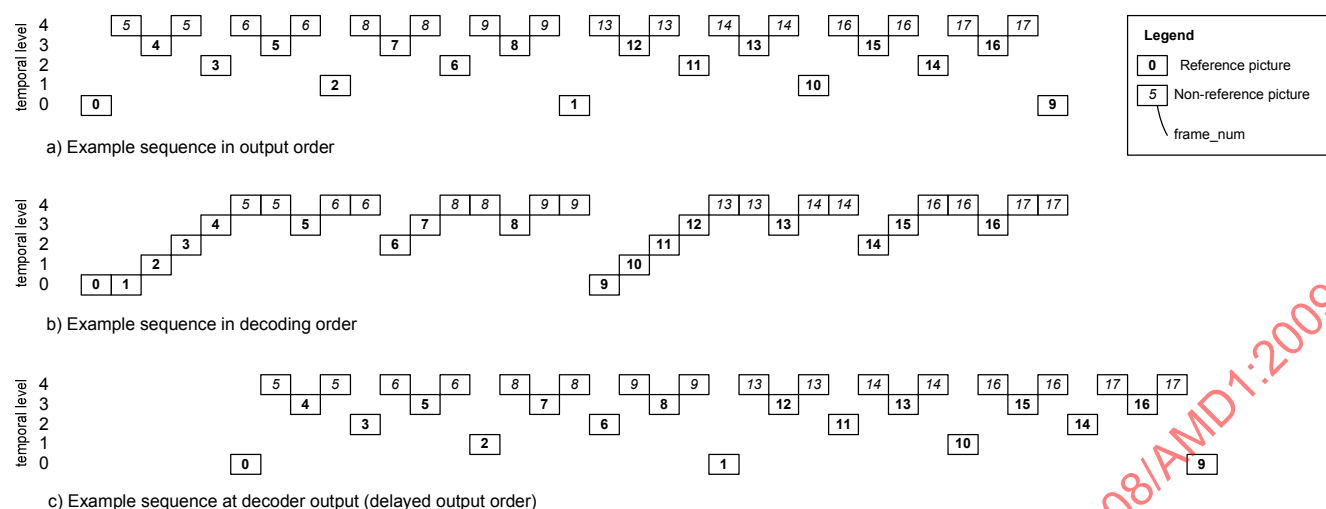 temporal level
4 5 5 6 6 8 8 9 9 13 13 14 14 16 16 17 17
3 4 5 7 8 12 13 15 16
2 3 6 11 14
1 2 10
0 0 1 9
a) Example sequence in output order
Legend
0 Reference picture
5 Non-reference picture
frame_num
temporal level
4 5 5 6 6 8 8 9 9 13 13 14 14 16 16 17 17
3 4 5 7 8 12 13 15 16
2 3 6 11 14
1 2 10
0 0 1 9
b) Example sequence in decoding order
temporal level
4 5 5 6 6 8 8 9 9 13 13 14 14 16 16 17 17
3 4 5 7 8 12 13 15 16
2 3 6 11 14
1 2 10
0 0 1 9
c) Example sequence at decoder output (delayed output order)
08/AMD1:2009